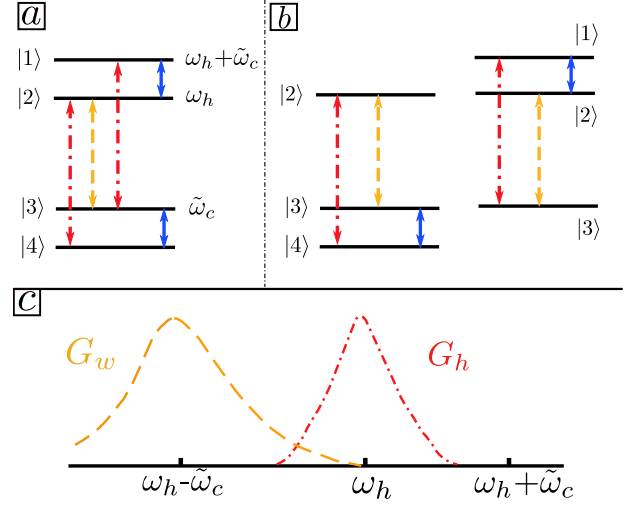 a
|1⟩ ω_h+ω̃_c
|2⟩ ω_h
|3⟩ ω̃_c
|4⟩
b
|2⟩
|3⟩
|4⟩
|1⟩
|2⟩
|3⟩
c
G_w
G_h
ω_h-ω̃_c ω_h ω_h+ω̃_c